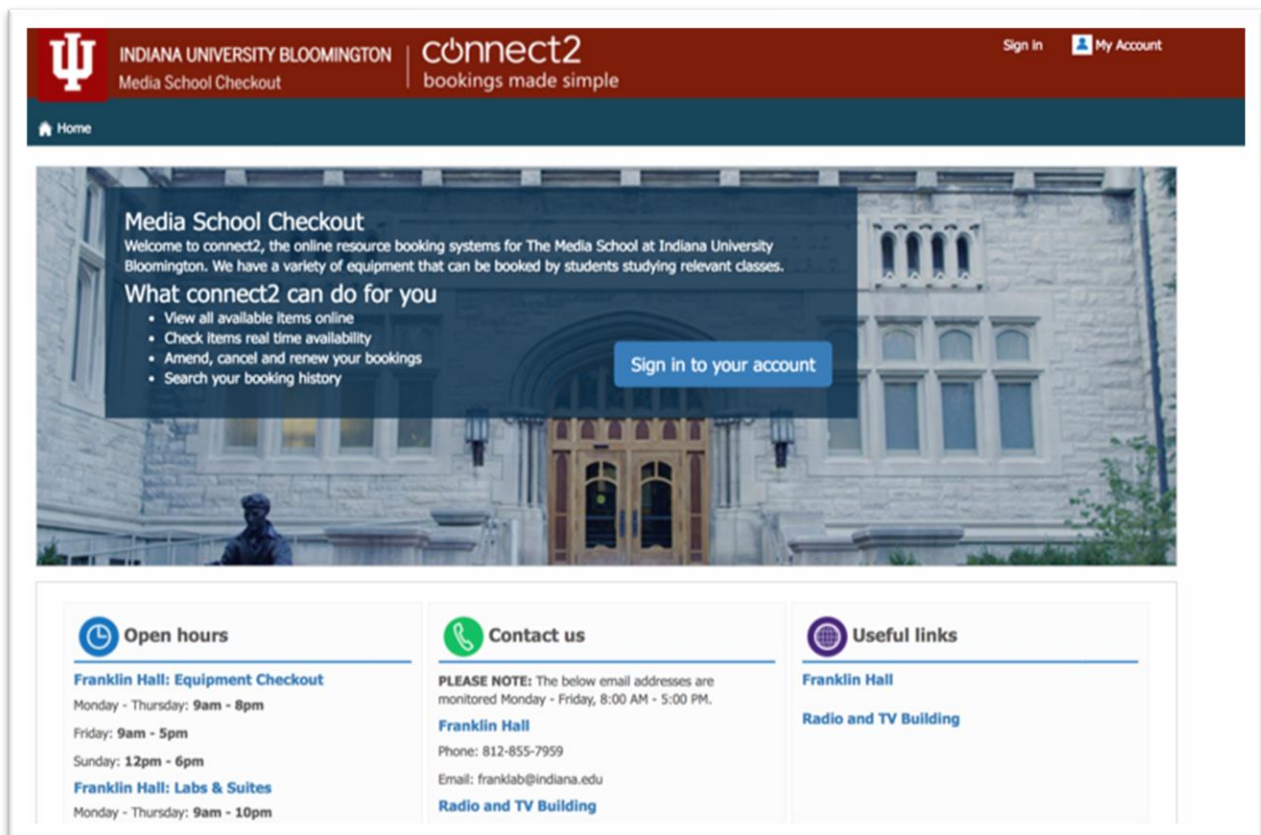 INDIANA UNIVERSITY BLOOMINGTON
Media School Checkout
connect2
bookings made simple
Sign in
My Account
Home
Media School Checkout
Welcome to connect2, the online resource booking systems for The Media School at Indiana University
Bloomington. We have a variety of equipment that can be booked by students studying relevant classes.
What connect2 can do for you
• View all available items online
• Check items real time availability
• Amend, cancel and renew your bookings
• Search your booking history
Sign in to your account
Open hours
Franklin Hall: Equipment Checkout
Monday - Thursday: 9am - 8pm
Friday: 9am - 5pm
Sunday: 12pm - 6pm
Franklin Hall: Labs & Suites
Monday - Thursday: 9am - 10pm
Contact us
PLEASE NOTE: The below email addresses are
monitored Monday - Friday, 8:00 AM - 5:00 PM.
Franklin Hall
Phone: 812-855-7959
Email: franklab@indiana.edu
Radio and TV Building
Useful links
Franklin Hall
Radio and TV Building